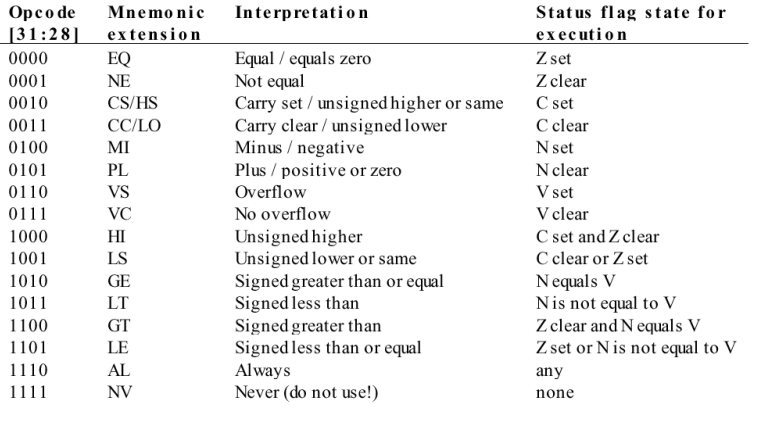 Opcode Mnemonic Interpretation Status flag state for
[31:28] extension execution
0000 EQ Equal / equals zero Z set
0001 NE Not equal Z clear
0010 CS/HS Carry set / unsigned higher or same C set
0011 CC/LO Carry clear / unsigned lower C clear
0100 MI Minus / negative N set
0101 PL Plus / positive or zero N clear
0110 VS Overflow V set
0111 VC No overflow V clear
1000 HI Unsigned higher C set and Z clear
1001 LS Unsigned lower or same C clear or Z set
1010 GE Signed greater than or equal N equals V
1011 LT Signed less than N is not equal to V
1100 GT Signed greater than Z clear and N equals V
1101 LE Signed less than or equal Z set or N is not equal to V
1110 AL Always any
1111 NV Never (do not use!) none